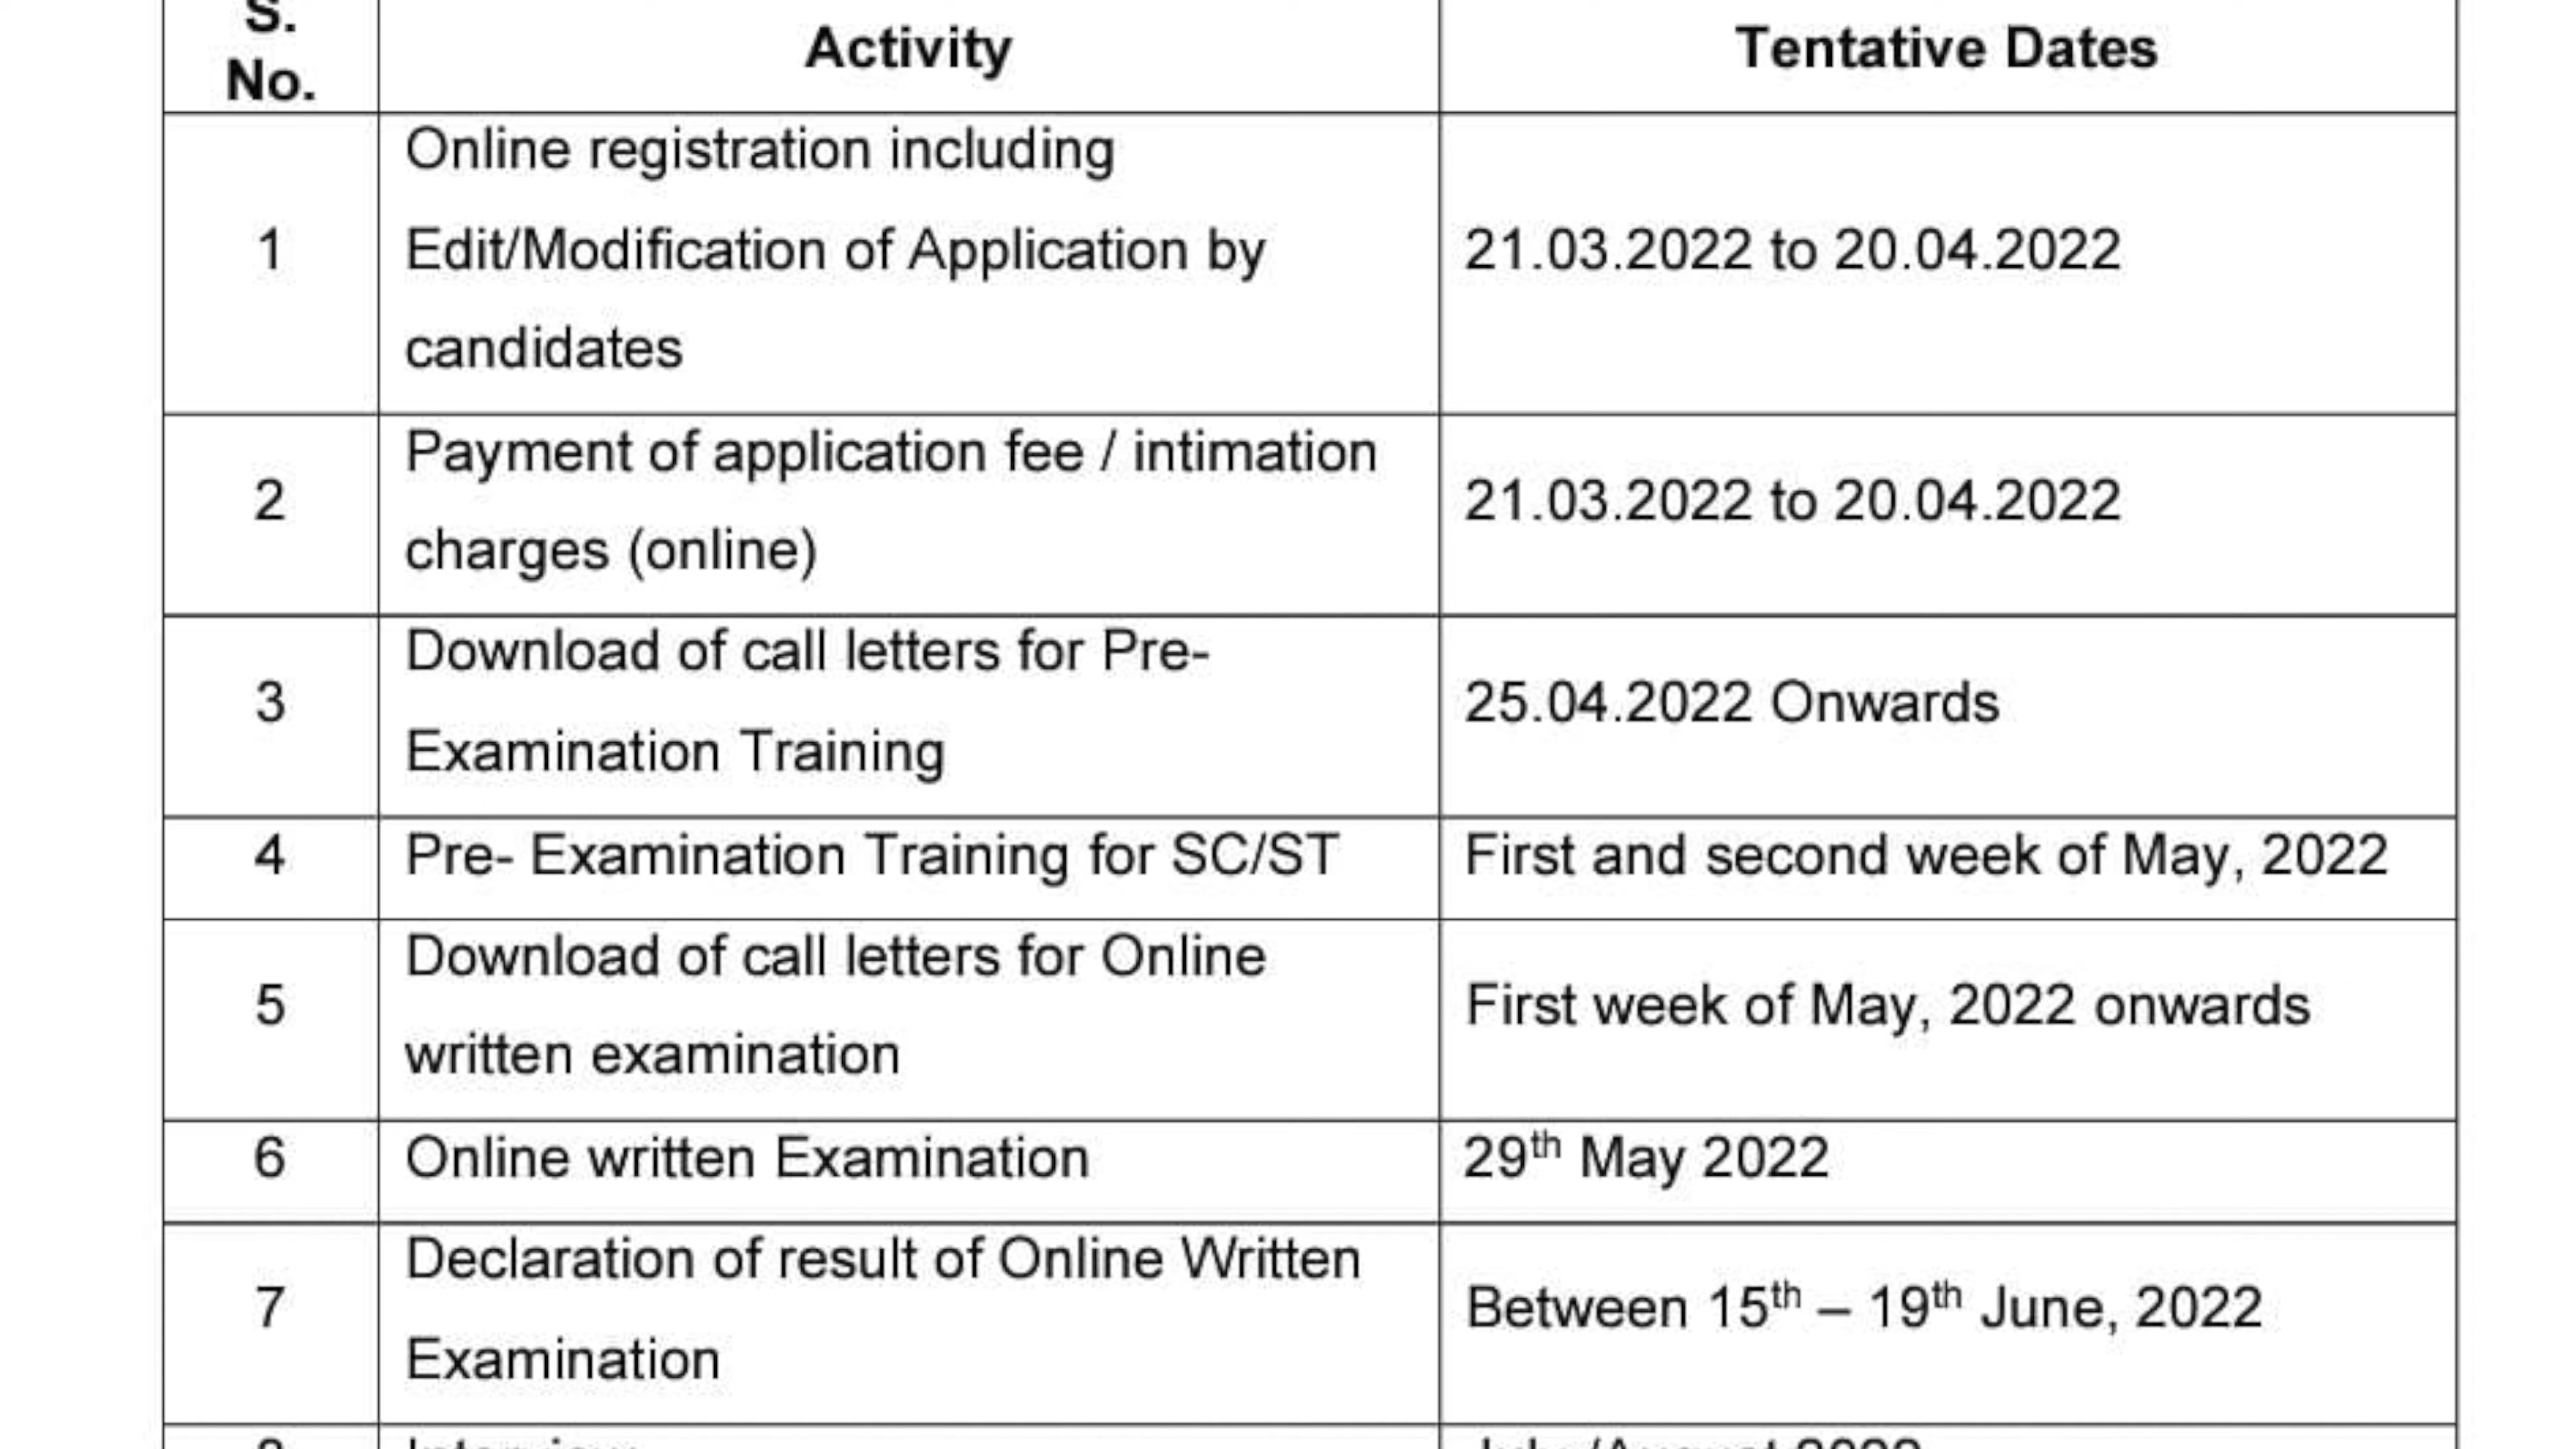 S.
No.
Activity
Tentative Dates
1
Online registration including
Edit/Modification of Application by
candidates
21.03.2022 to 20.04.2022
2
Payment of application fee / intimation
charges (online)
21.03.2022 to 20.04.2022
3
Download of call letters for Pre-
Examination Training
25.04.2022 Onwards
4
Pre- Examination Training for SC/ST
First and second week of May, 2022
5
Download of call letters for Online
written examination
First week of May, 2022 onwards
6
Online written Examination
29th May 2022
7
Declaration of result of Online Written
Examination
Between 15th – 19th June, 2022